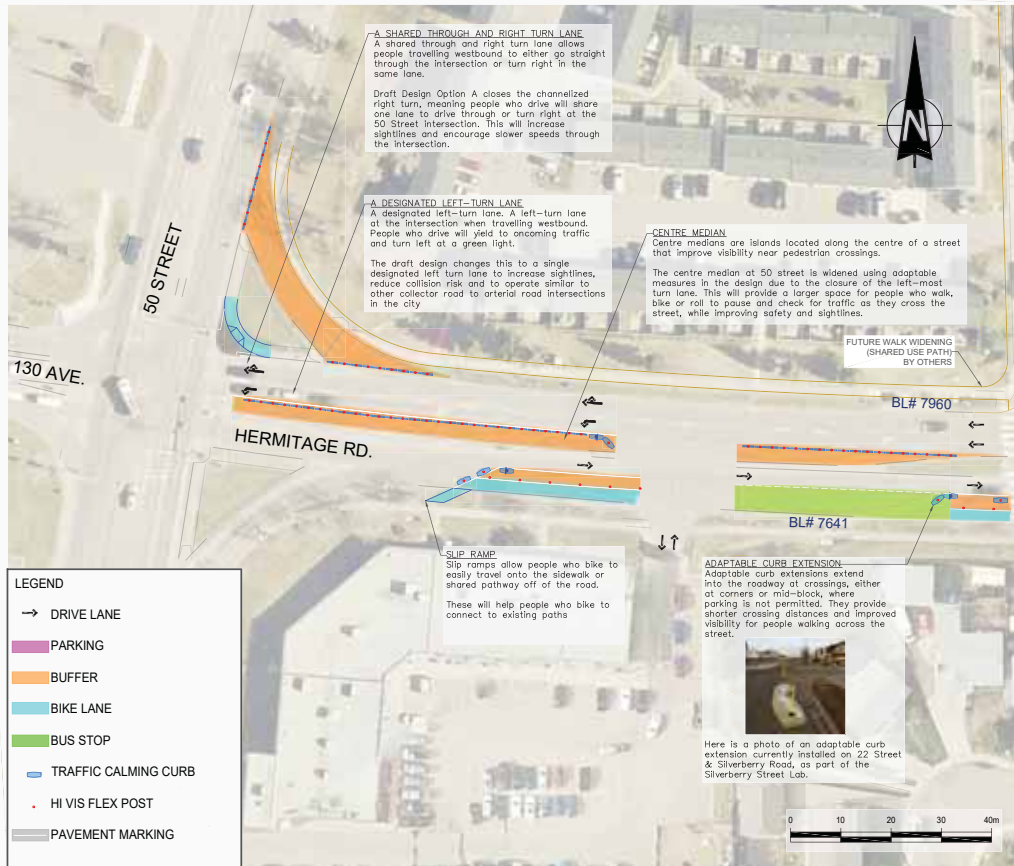 A SHARED THROUGH AND RIGHT TURN LANE
A shared through and right turn lane allows
people travelling westbound to either go straight
through the intersection or turn right in the
same lane.
Draft Design Option A closes the channelized
right turn, meaning people who drive will share
one lane to drive through or turn right at the
50 Street intersection. This will increase
sightlines and encourage slower speeds through
the intersection.
N
A DESIGNATED LEFT-TURN LANE
A designated left-turn lane. A left-turn lane
at the intersection when travelling westbound.
People who drive will yield to oncoming traffic
and turn left at a green light.
The draft design changes this to a single
designated left turn lane to increase sightlines,
reduce collision risk and to operate similar to
other collector road to arterial road intersections
in the city
CENTRE MEDIAN
Centre medians are islands located along the centre of a street
that improve visibility near pedestrian crossings.
The centre median at 50 street is widened using adaptable
measures in the design due to the closure of the left-most
turn lane. This will provide a larger space for people who walk,
bike or roll to pause and check for traffic as they cross the
street, while improving safety and sightlines.
50 STREET
FUTURE WALK WIDENING
(SHARED USE PATH)
BY OTHERS
130 AVE.
BL# 7960
HERMITAGE RD.
BL# 7641
SLIP RAMP
Slip ramps allow people who bike to
easily travel onto the sidewalk or
shared pathway off of the road.
These will help people who bike to
connect to existing paths
ADAPTABLE CURB EXTENSION
Adaptable curb extensions extend
into the roadway at crossings, either
at corners or mid-block, where
parking is not permitted. They provide
shorter crossing distances and improved
visibility for people walking across the
street.
Here is a photo of an adaptable curb
extension currently installed on 22 Street
& Silverberry Road, as part of the
Silverberry Street Lab.
LEGEND
DRIVE LANE
PARKING
BUFFER
BIKE LANE
BUS STOP
TRAFFIC CALMING CURB
HI VIS FLEX POST
PAVEMENT MARKING
0 10 20 30 40m